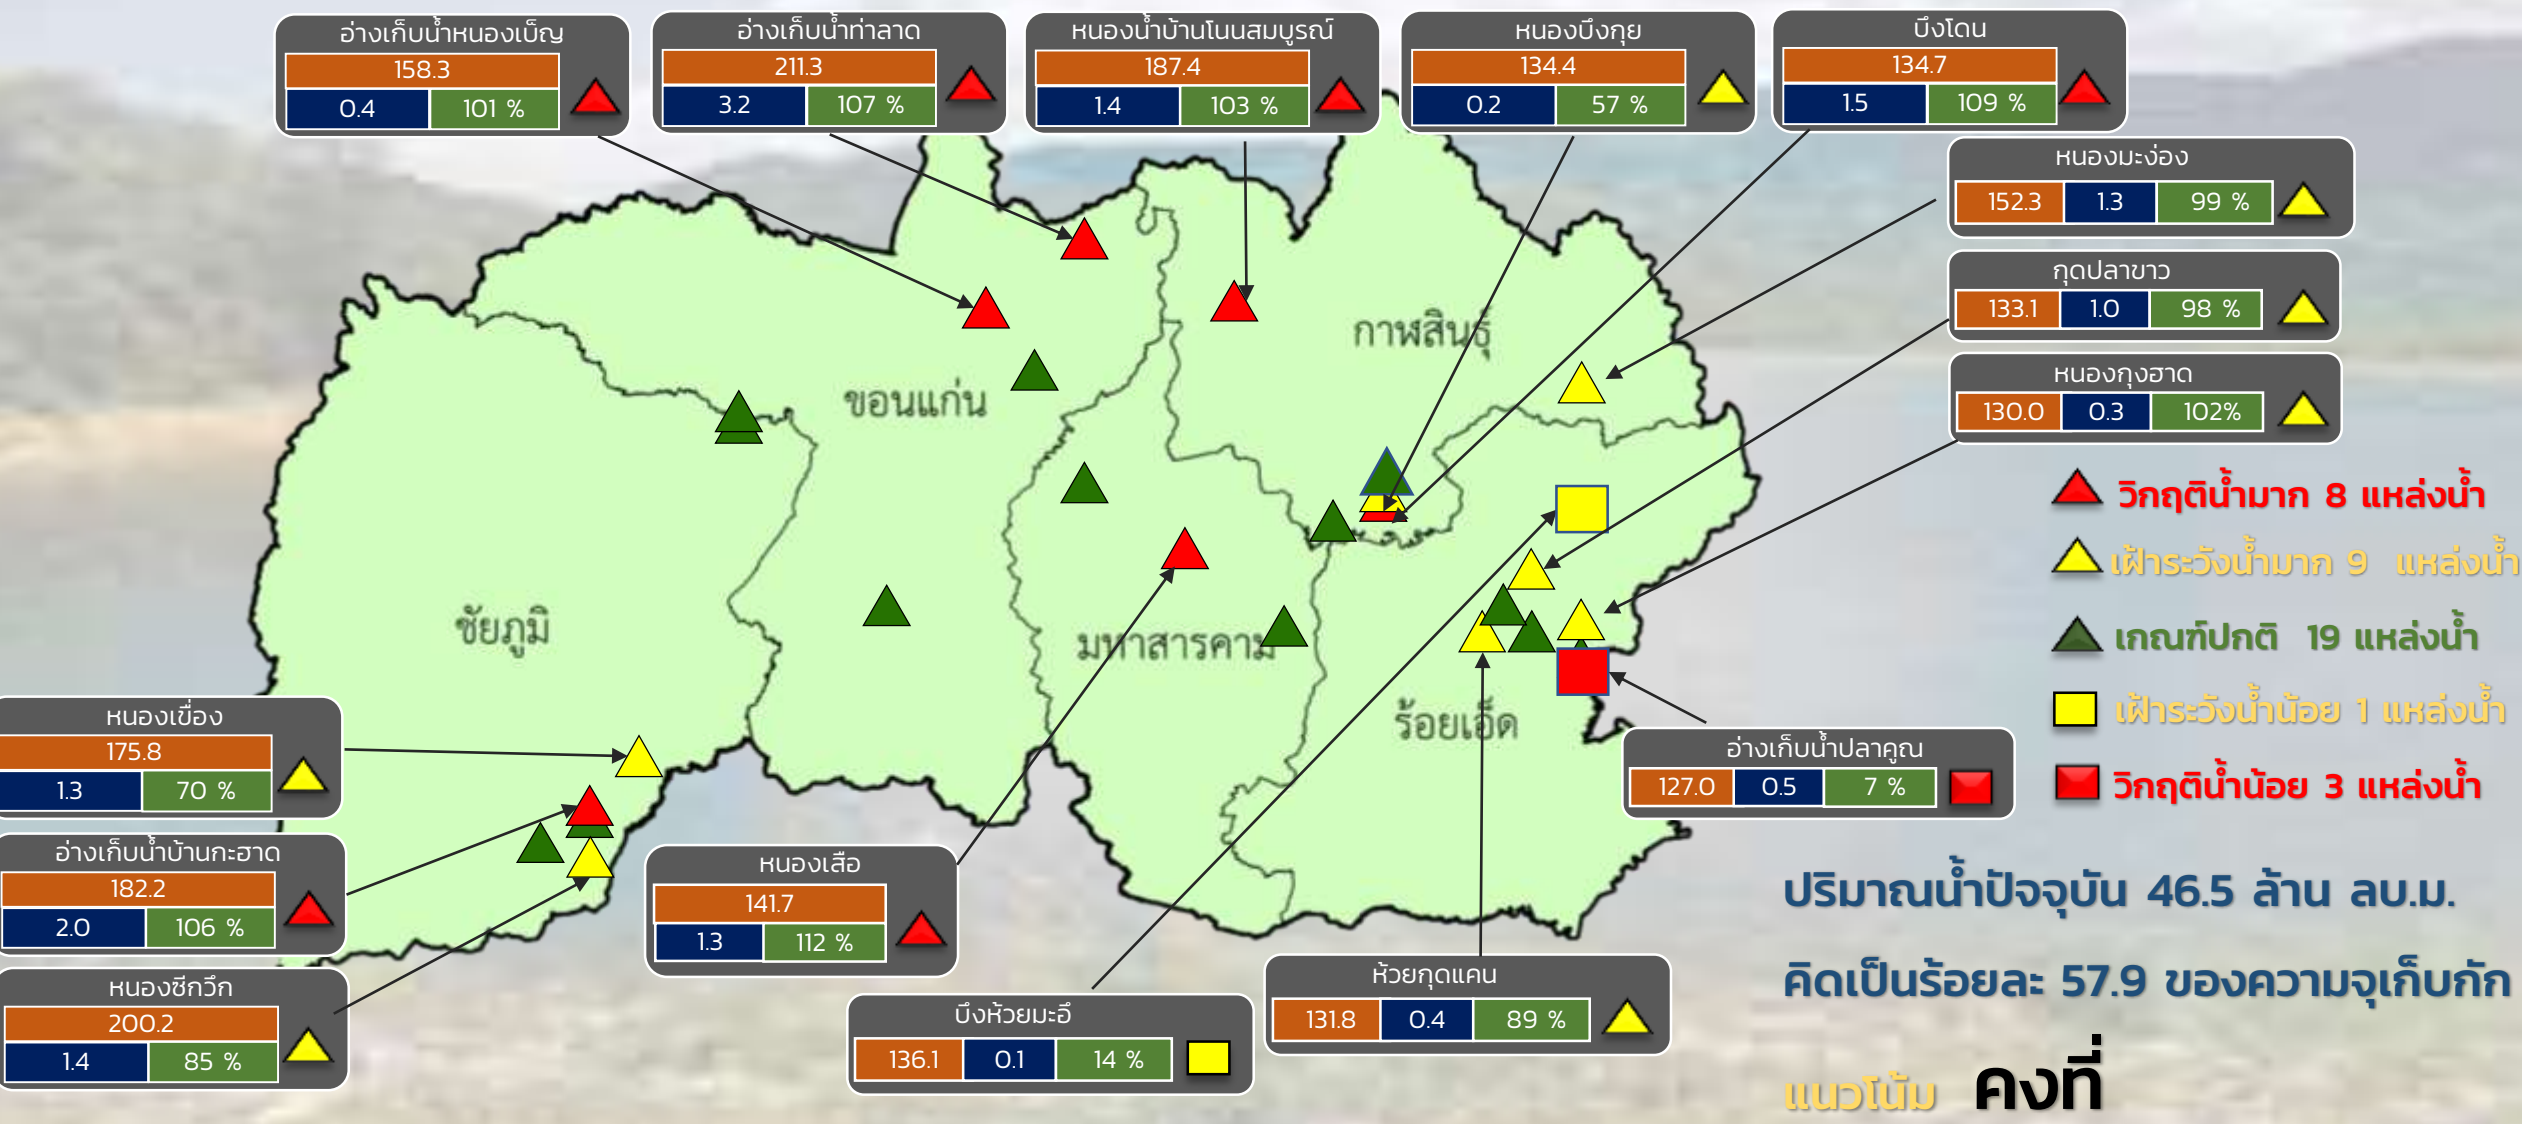 อ่างเก็บน้ำหนองเบ็ญ
158.3
0.4 101 %
อ่างเก็บน้ำท่าลาด
211.3
3.2 107 %
หนองน้ำบ้านโนนสมบูรณ์
187.4
1.4 103 %
หนองบึงกุย
134.4
0.2 57 %
บึงโดน
134.7
1.5 109 %
หนองมะง่อง
152.3 1.3 99 %
กุดปลาขาว
133.1 1.0 98 %
หนองกุงฮาด
130.0 0.3 102%
กาฬสินธุ์
ขอนแก่น
ชัยภูมิ
มหาสารคาม
ร้อยเอ็ด
วิกฤติน้ำมาก 8 แหล่งน้ำ
เฝ้าระวังน้ำมาก 9 แหล่งน้ำ
เกณฑ์ปกติ 19 แหล่งน้ำ
เฝ้าระวังน้ำน้อย 1 แหล่งน้ำ
วิกฤติน้ำน้อย 3 แหล่งน้ำ
หนองเขื่อง
175.8
1.3 70 %
อ่างเก็บน้ำบ้านกะฮาด
182.2
2.0 106 %
หนองซีกวึก
200.2
1.4 85 %
หนองเสือ
141.7
1.3 112 %
บึงห้วยมะอึ
136.1 0.1 14 %
ห้วยกุดแคน
131.8 0.4 89 %
อ่างเก็บน้ำปลาคูณ
127.0 0.5 7 %
ปริมาณน้ำปัจจุบัน 46.5 ล้าน ลบ.ม.
คิดเป็นร้อยละ 57.9 ของความจุเก็บกัก
แนวโน้ม คงที่